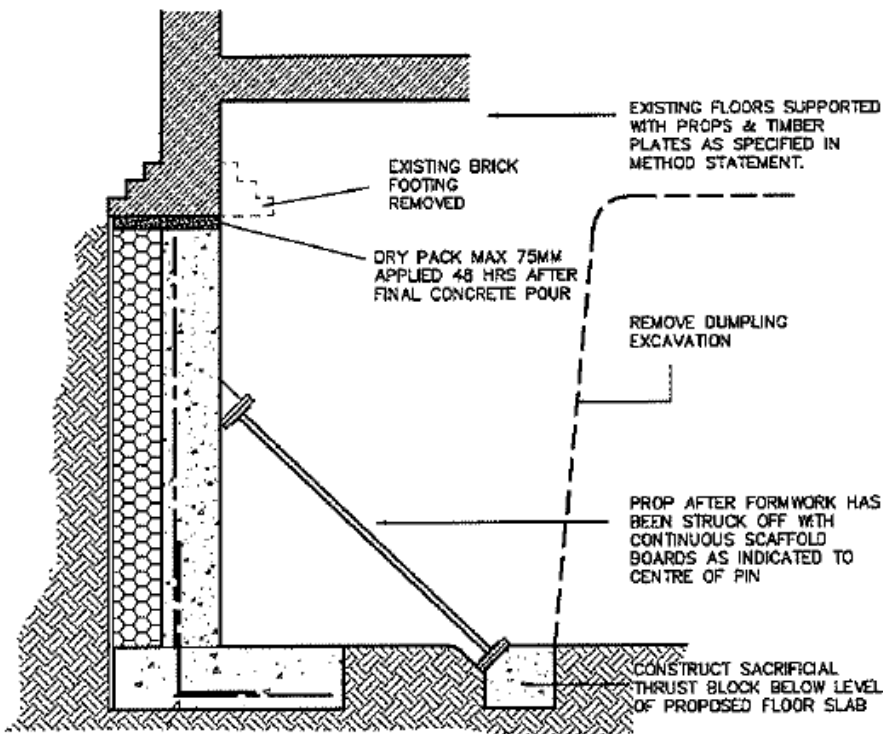 EXISTING FLOORS SUPPORTED
WITH PROPS & TIMBER
PLATES AS SPECIFIED IN
METHOD STATEMENT.
EXISTING BRICK
FOOTING
REMOVED
DRY PACK MAX 75MM
APPLIED 48 HRS AFTER
FINAL CONCRETE POUR
REMOVE DUMPLING
EXCAVATION
PROP AFTER FORMWORK HAS
BEEN STRUCK OFF WITH
CONTINUOUS SCAFFOLD
BOARDS AS INDICATED TO
CENTRE OF PIN
CONSTRUCT SACRIFICIAL
THRUST BLOCK BELOW LEVEL
OF PROPOSED FLOOR SLAB